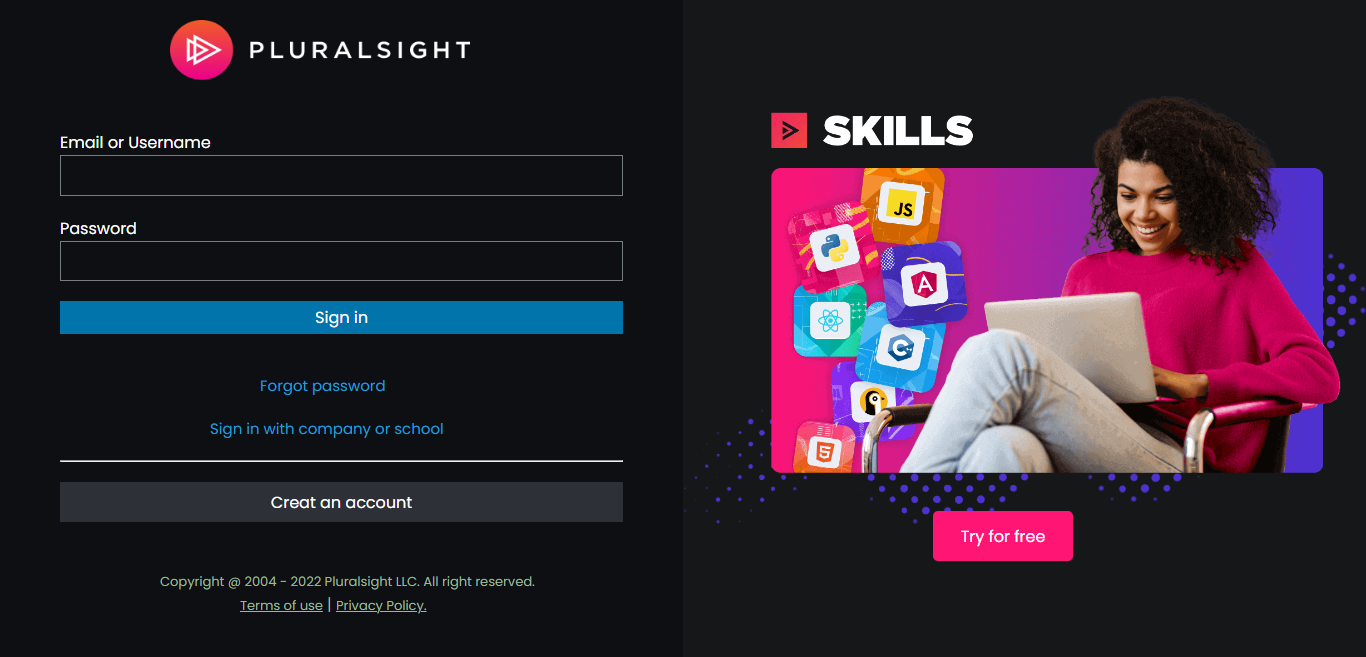 PLURALSIGHT
Email or Username
Password
Sign in
Forgot password
Sign in with company or school
Creat an account
Copyright @ 2004 - 2022 Pluralsight LLC. All right reserved.
Terms of use | Privacy Policy.
SKILLS
JS
A
C
5
Try for free